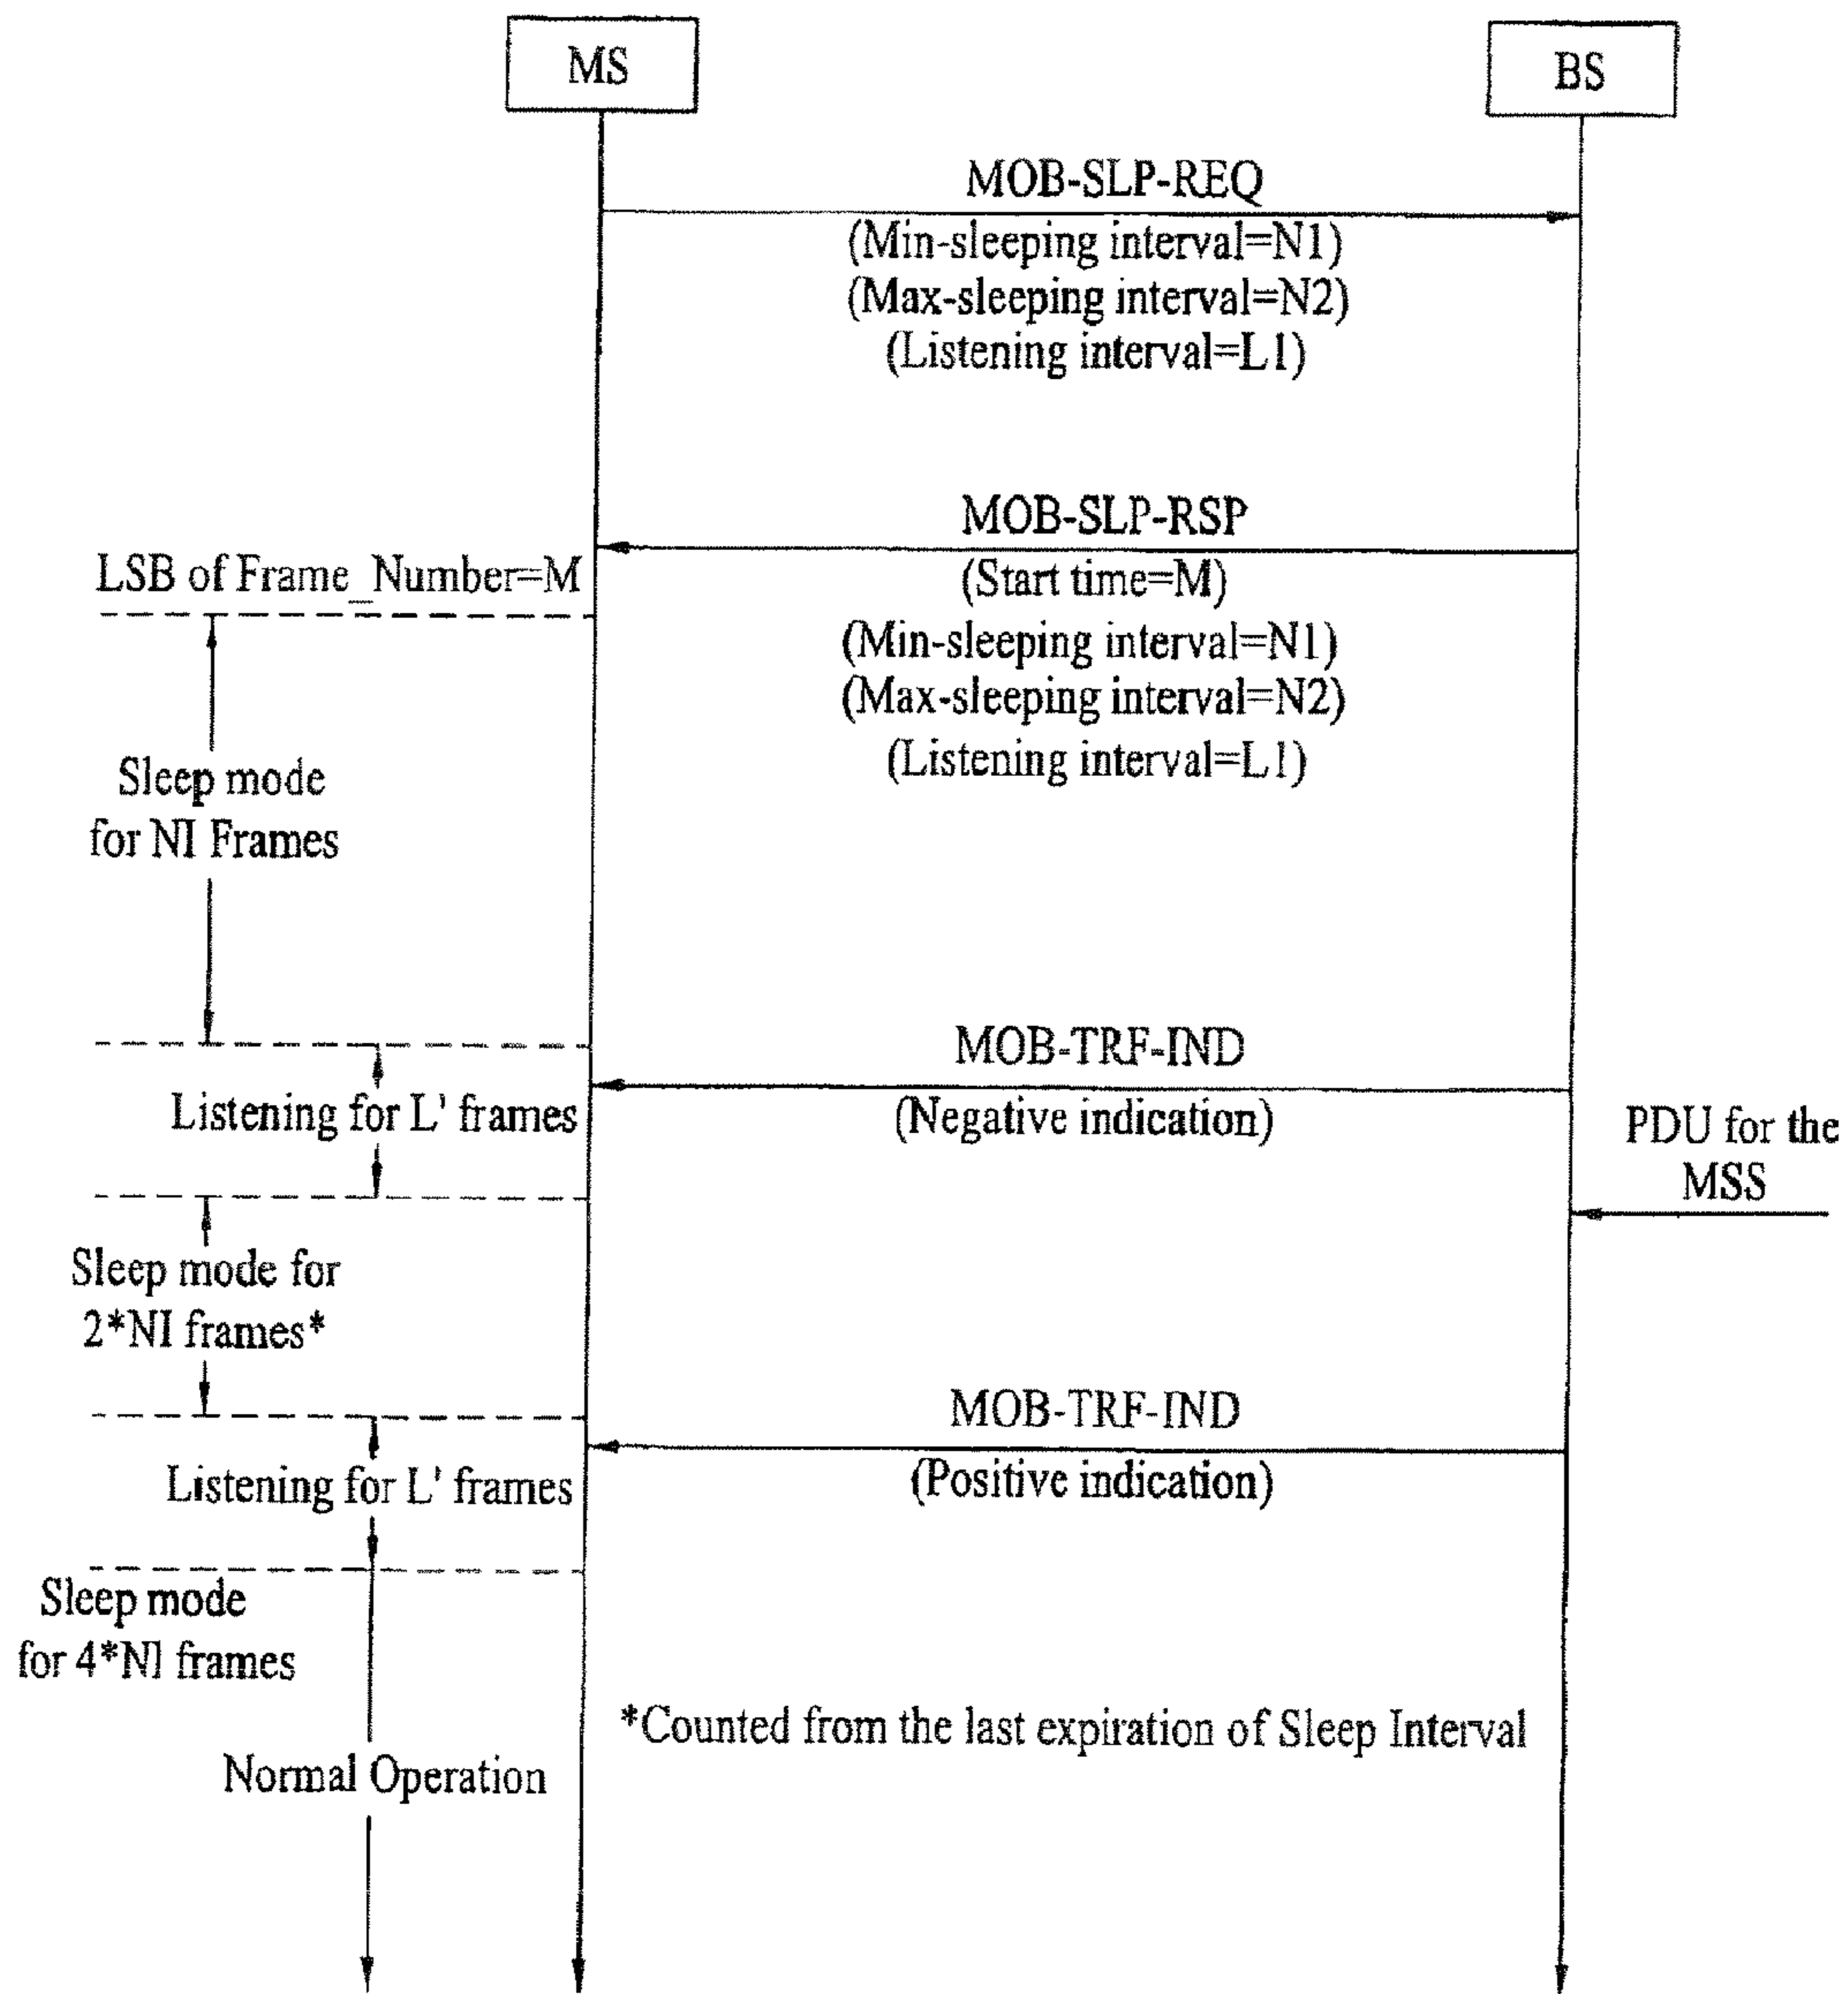 MS
BS
MOB-SLP-REQ
(Min-sleeping interval=N1)
(Max-sleeping interval=N2)
(Listening interval=L1)
MOB-SLP-RSP
LSB of Frame_Number=M
(Start time=M)
(Min-sleeping interval=N1)
(Max-sleeping interval=N2)
(Listening interval=L1)
Sleep mode
for NI Frames
MOB-TRF-IND
Listening for L' frames
(Negative indication)
PDU for the
MSS
Sleep mode for
2*NI frames*
MOB-TRF-IND
Listening for L' frames
(Positive indication)
Sleep mode
for 4*NI frames
*Counted from the last expiration of Sleep Interval
Normal Operation